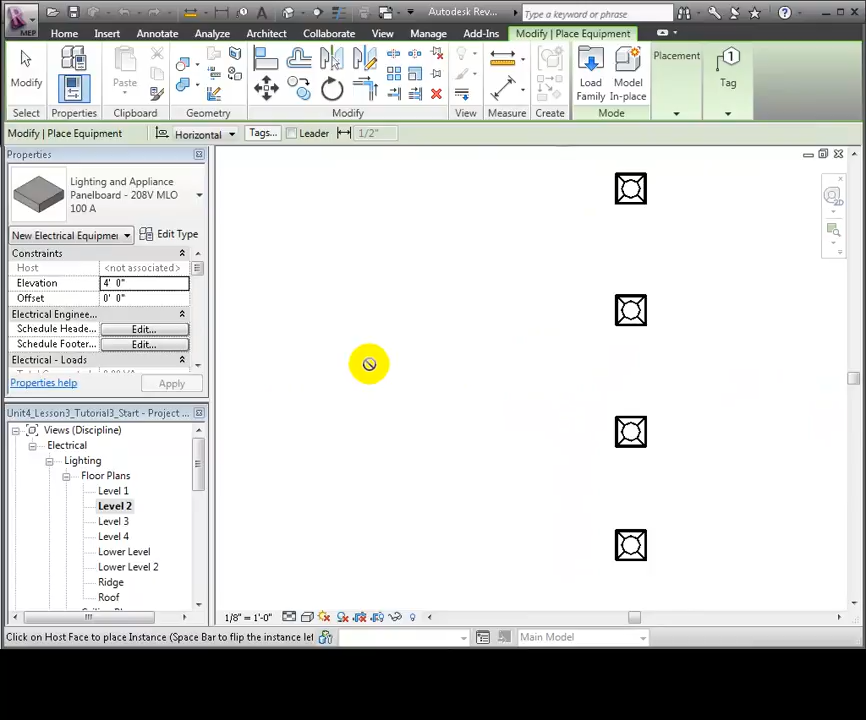 Autodesk Rev...
Type a keyword or phrase
MEP
Home Insert Annotate Analyze Architect Collaborate View Manage Add-Ins Modify | Place Equipment
Modify Paste Load Family Model In-place Placement Tag
Select Properties Clipboard Geometry Modify View Measure Create Mode
Modify | Place Equipment Horizontal Tags... Leader 1/2"
Properties
Lighting and Appliance
Panelboard - 208V MLO
100 A
New Electrical Equipme Edit Type
Constraints
Host <not associated>
Elevation 4' 0"
Offset 0' 0"
Electrical Enginee...
Schedule Heade... Edit...
Schedule Footer... Edit...
Electrical - Loads
Properties help Apply
Unit4_Lesson3_Tutorial3_Start - Project ...
Views (Discipline)
Electrical
Lighting
Floor Plans
Level 1
Level 2
Level 3
Level 4
Lower Level
Lower Level 2
Ridge
Roof
1/8" = 1'-0"
Click on Host Face to place Instance (Space Bar to flip the instance lef
Main Model
2D
1